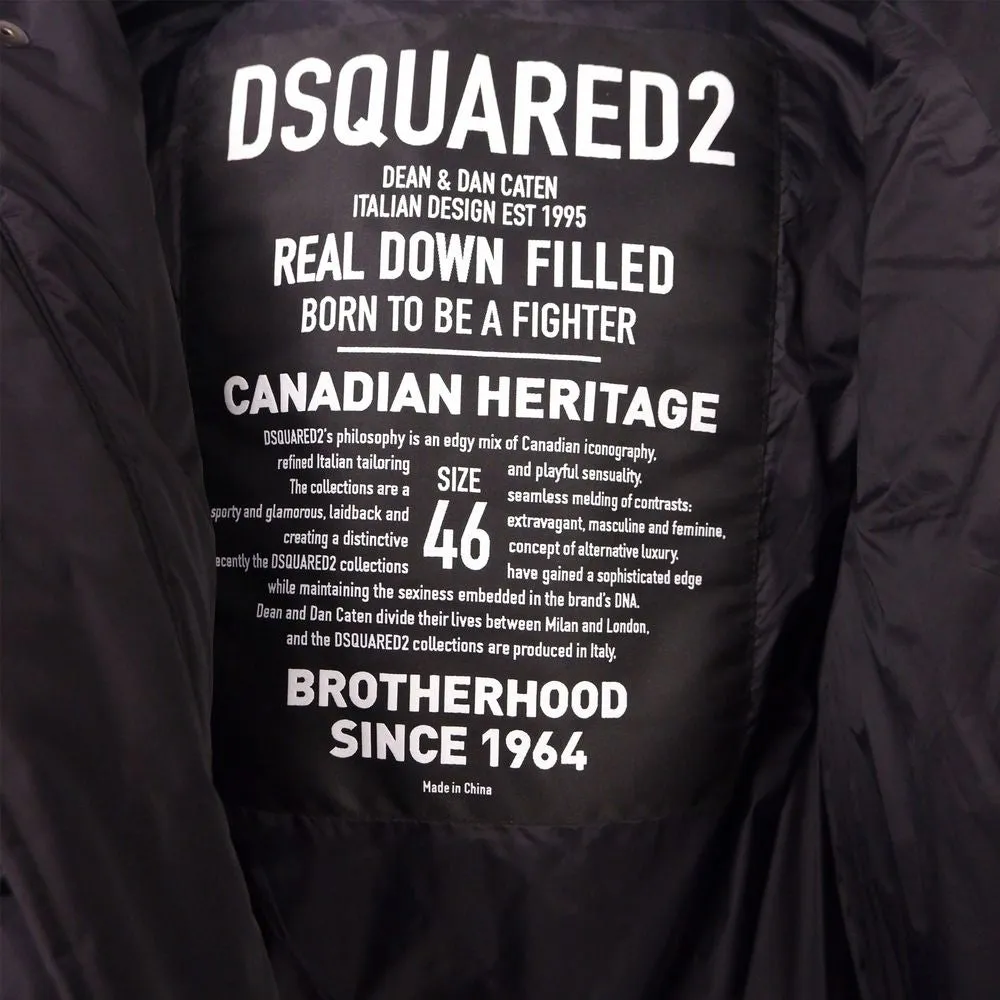 DSQUARED2
DEAN & DAN CATEN
ITALIAN DESIGN EST 1995
REAL DOWN FILLED
BORN TO BE A FIGHTER
CANADIAN HERITAGE
DSQUARED2's philosophy is an edgy mix of Canadian iconography,
refined Italian tailoring and playful sensuality.
The collections are a seamless melding of contrasts:
sporty and glamorous, laidback and extravagant, masculine and feminine,
creating a distinctive concept of alternative luxury.
ecently the DSQUARED2 collections have gained a sophisticated edge
SIZE
46
while maintaining the sexiness embedded in the brand's DNA.
Dean and Dan Caten divide their lives between Milan and London,
and the DSQUARED2 collections are produced in Italy,
BROTHERHOOD
SINCE 1964
Made in China